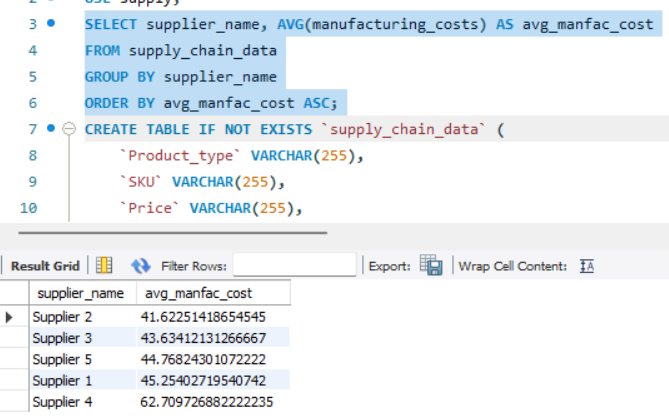 2 USE supply;
3 SELECT supplier_name, AVG(manufacturing_costs) AS avg_manfac_cost
4 FROM supply_chain_data
5 GROUP BY supplier_name
6 ORDER BY avg_manfac_cost ASC;
7 CREATE TABLE IF NOT EXISTS `supply_chain_data` (
8 `Product_type` VARCHAR(255),
9 `SKU` VARCHAR(255),
10 `Price` VARCHAR(255),
Result Grid Filter Rows: Export: Wrap Cell Content: IA
supplier_name avg_manfac_cost
Supplier 2 41.62251418654545
Supplier 3 43.63412131266667
Supplier 5 44.76824301072222
Supplier 1 45.25402719540742
Supplier 4 62.709726882222235